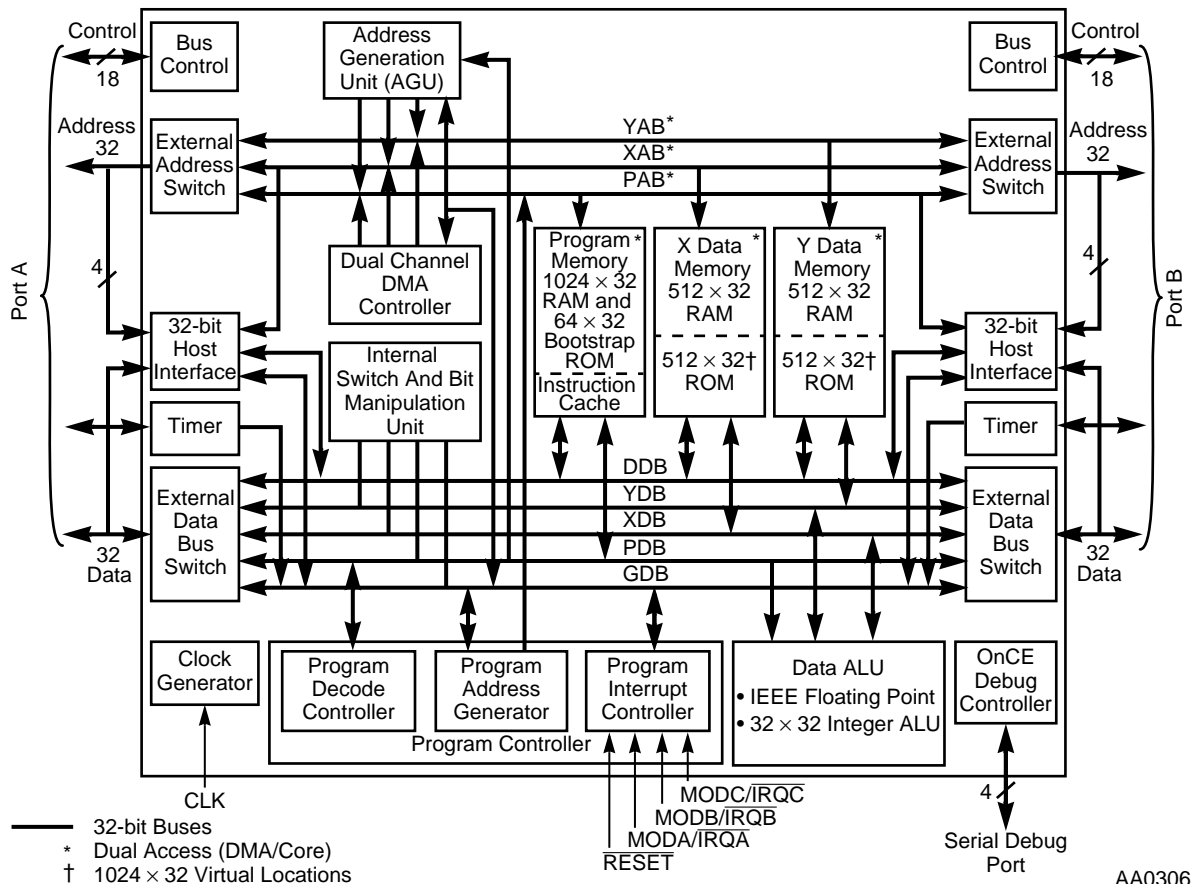 Control
18
Bus
Control
Address
Generation
Unit (AGU)
Bus
Control
Control
18
Address
32
External
Address
Switch
YAB*
XAB*
PAB*
External
Address
Switch
Address
32
Port A
4
Dual Channel
DMA
Controller
Program *
Memory
1024 × 32
RAM and
64 × 32
Bootstrap
ROM
Instruction
Cache
X Data *
Memory
512 × 32
RAM
512 × 32†
ROM
Y Data *
Memory
512 × 32
RAM
512 × 32†
ROM
4
Port B
32-bit
Host
Interface
Internal
Switch And Bit
Manipulation
Unit
32-bit
Host
Interface
Timer
Timer
External
Data
Bus
Switch
DDB
YDB
XDB
PDB
GDB
External
Data
Bus
Switch
32
Data
32
Data
Clock
Generator
Program
Decode
Controller
Program
Address
Generator
Program
Interrupt
Controller
Program Controller
Data ALU
• IEEE Floating Point
• 32 × 32 Integer ALU
OnCE
Debug
Controller
CLK
MODC/IRQC
MODB/IRQB
MODA/IRQA
RESET
4
Serial Debug
Port
32-bit Buses
* Dual Access (DMA/Core)
† 1024 × 32 Virtual Locations
AA0306